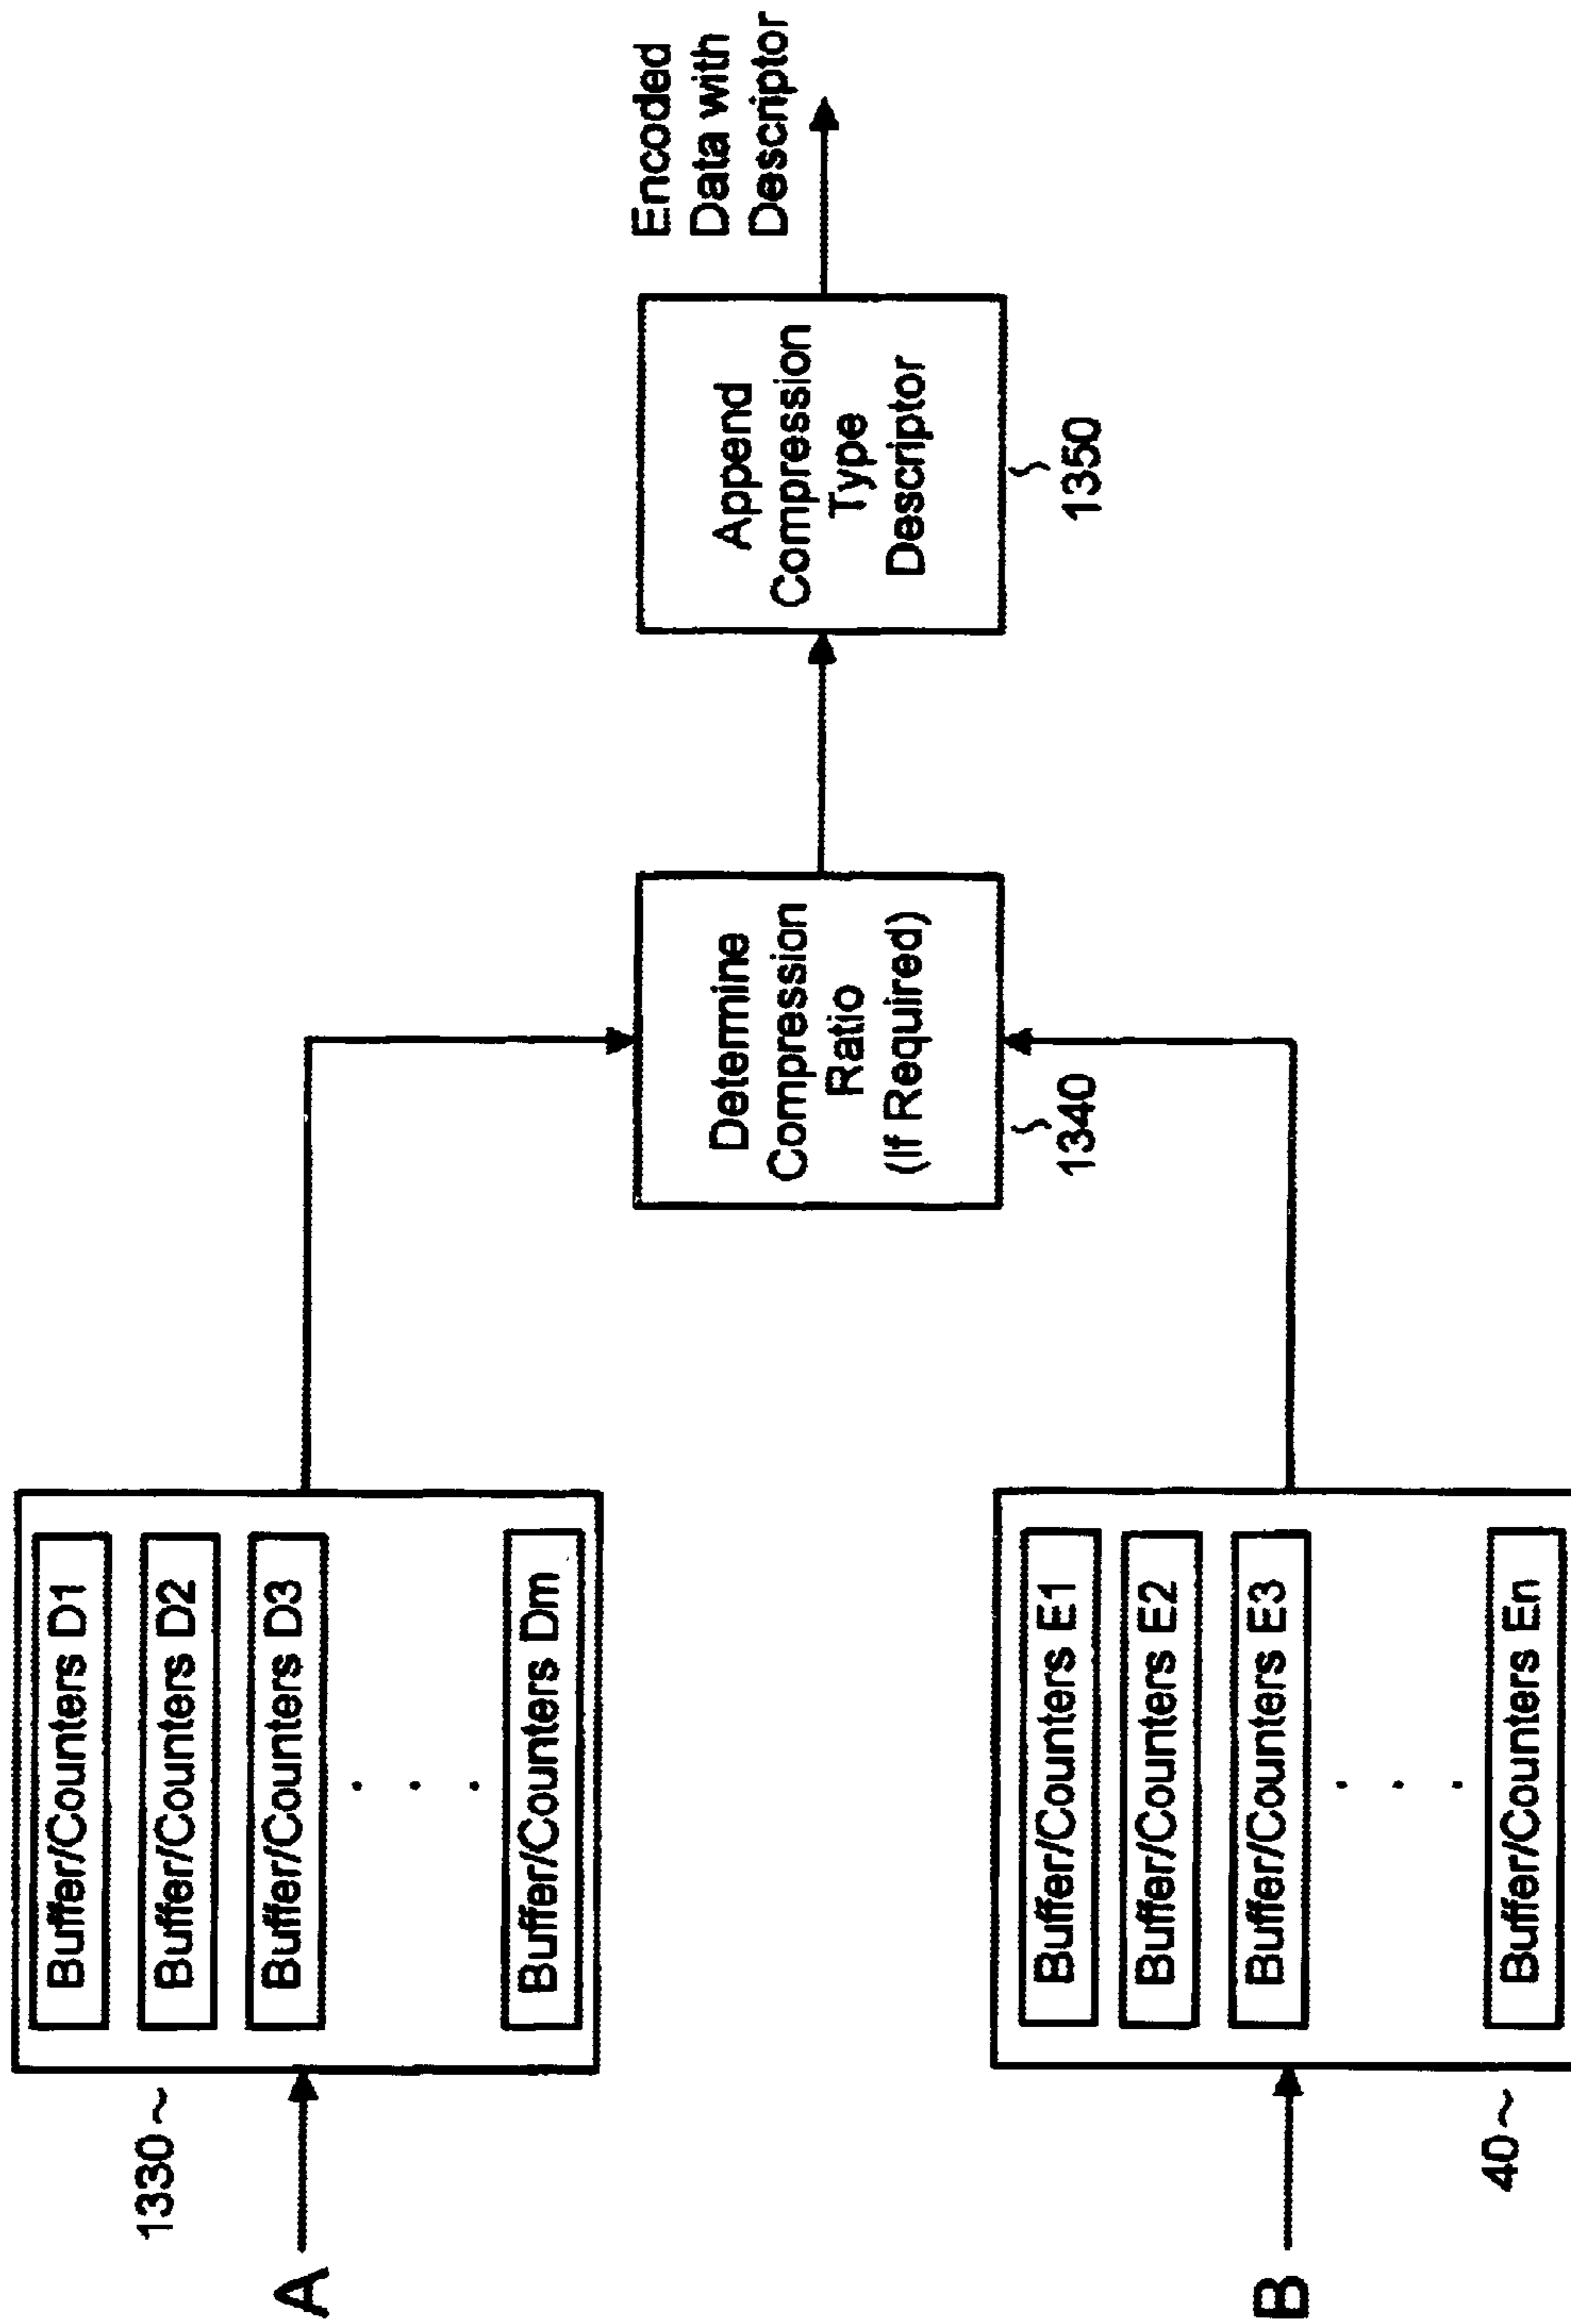 A
1330
Buffer/Counters D1
Buffer/Counters D2
Buffer/Counters D3
. . .
Buffer/Counters Dm
B
40
Buffer/Counters E1
Buffer/Counters E2
Buffer/Counters E3
. . .
Buffer/Counters En
Determine
Compression
Ratio
(If Required)
1340
Append
Compression
Type
Descriptor
1350
Encoded
Data with
Descriptor